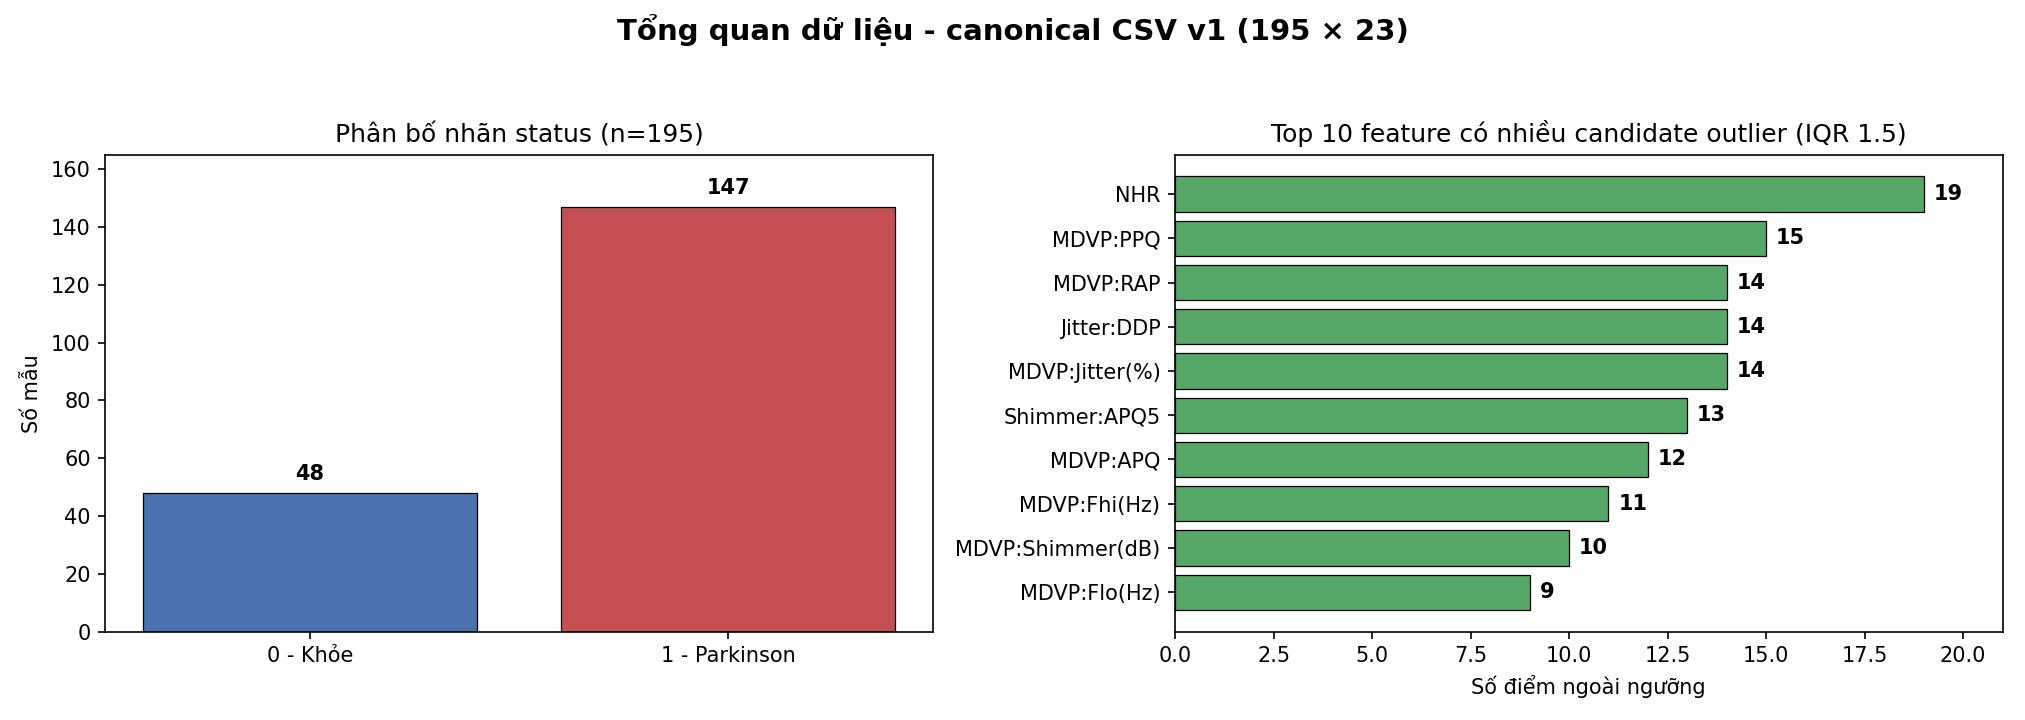 Tổng quan dữ liệu - canonical CSV v1 (195 × 23)
Phân bố nhãn status (n=195)
160
140
120
100
80
60
40
20
0
Số mẫu
147
48
0 - Khỏe
1 - Parkinson
Top 10 feature có nhiều candidate outlier (IQR 1.5)
NHR
19
MDVP:PPQ
15
MDVP:RAP
14
Jitter:DDP
14
MDVP:Jitter(%)
14
Shimmer:APQ5
13
MDVP:APQ
12
MDVP:Fhi(Hz)
11
MDVP:Shimmer(dB)
10
MDVP:Flo(Hz)
9
0.0 2.5 5.0 7.5 10.0 12.5 15.0 17.5 20.0
Số điểm ngoài ngưỡng